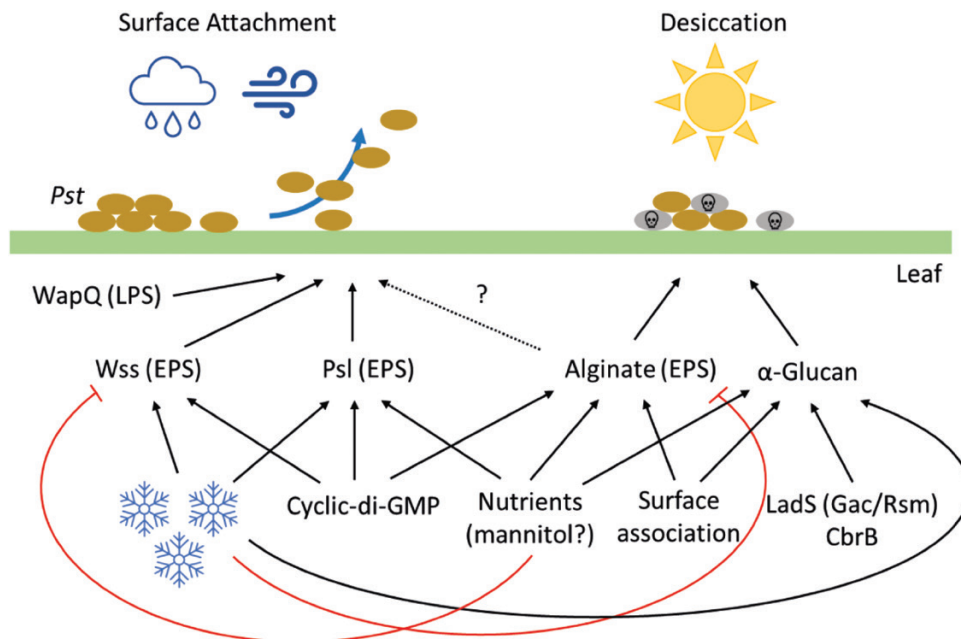 Surface Attachment
Desiccation
Pst
Leaf
WapQ (LPS)
?
Wss (EPS)
Psl (EPS)
Alginate (EPS)
α-Glucan
Cyclic-di-GMP
Nutrients
(mannitol?)
Surface
association
LadS (Gac/Rsm)
CbrB